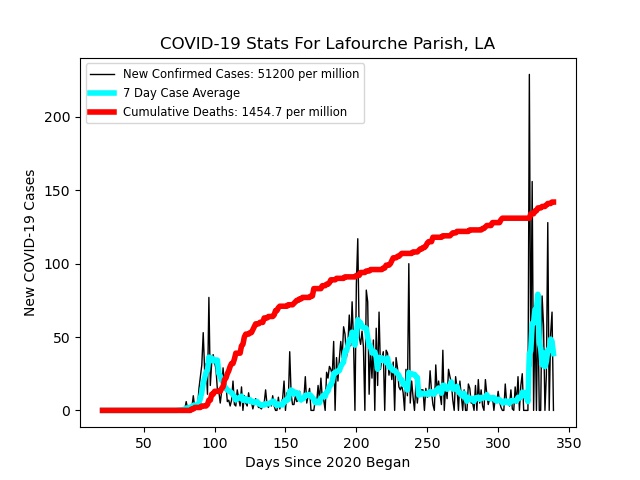 COVID-19 Stats For Lafourche Parish, LA
New Confirmed Cases: 51200 per million
7 Day Case Average
Cumulative Deaths: 1454.7 per million
New COVID-19 Cases
200
150
100
50
0
50 100 150 200 250 300 350
Days Since 2020 Began